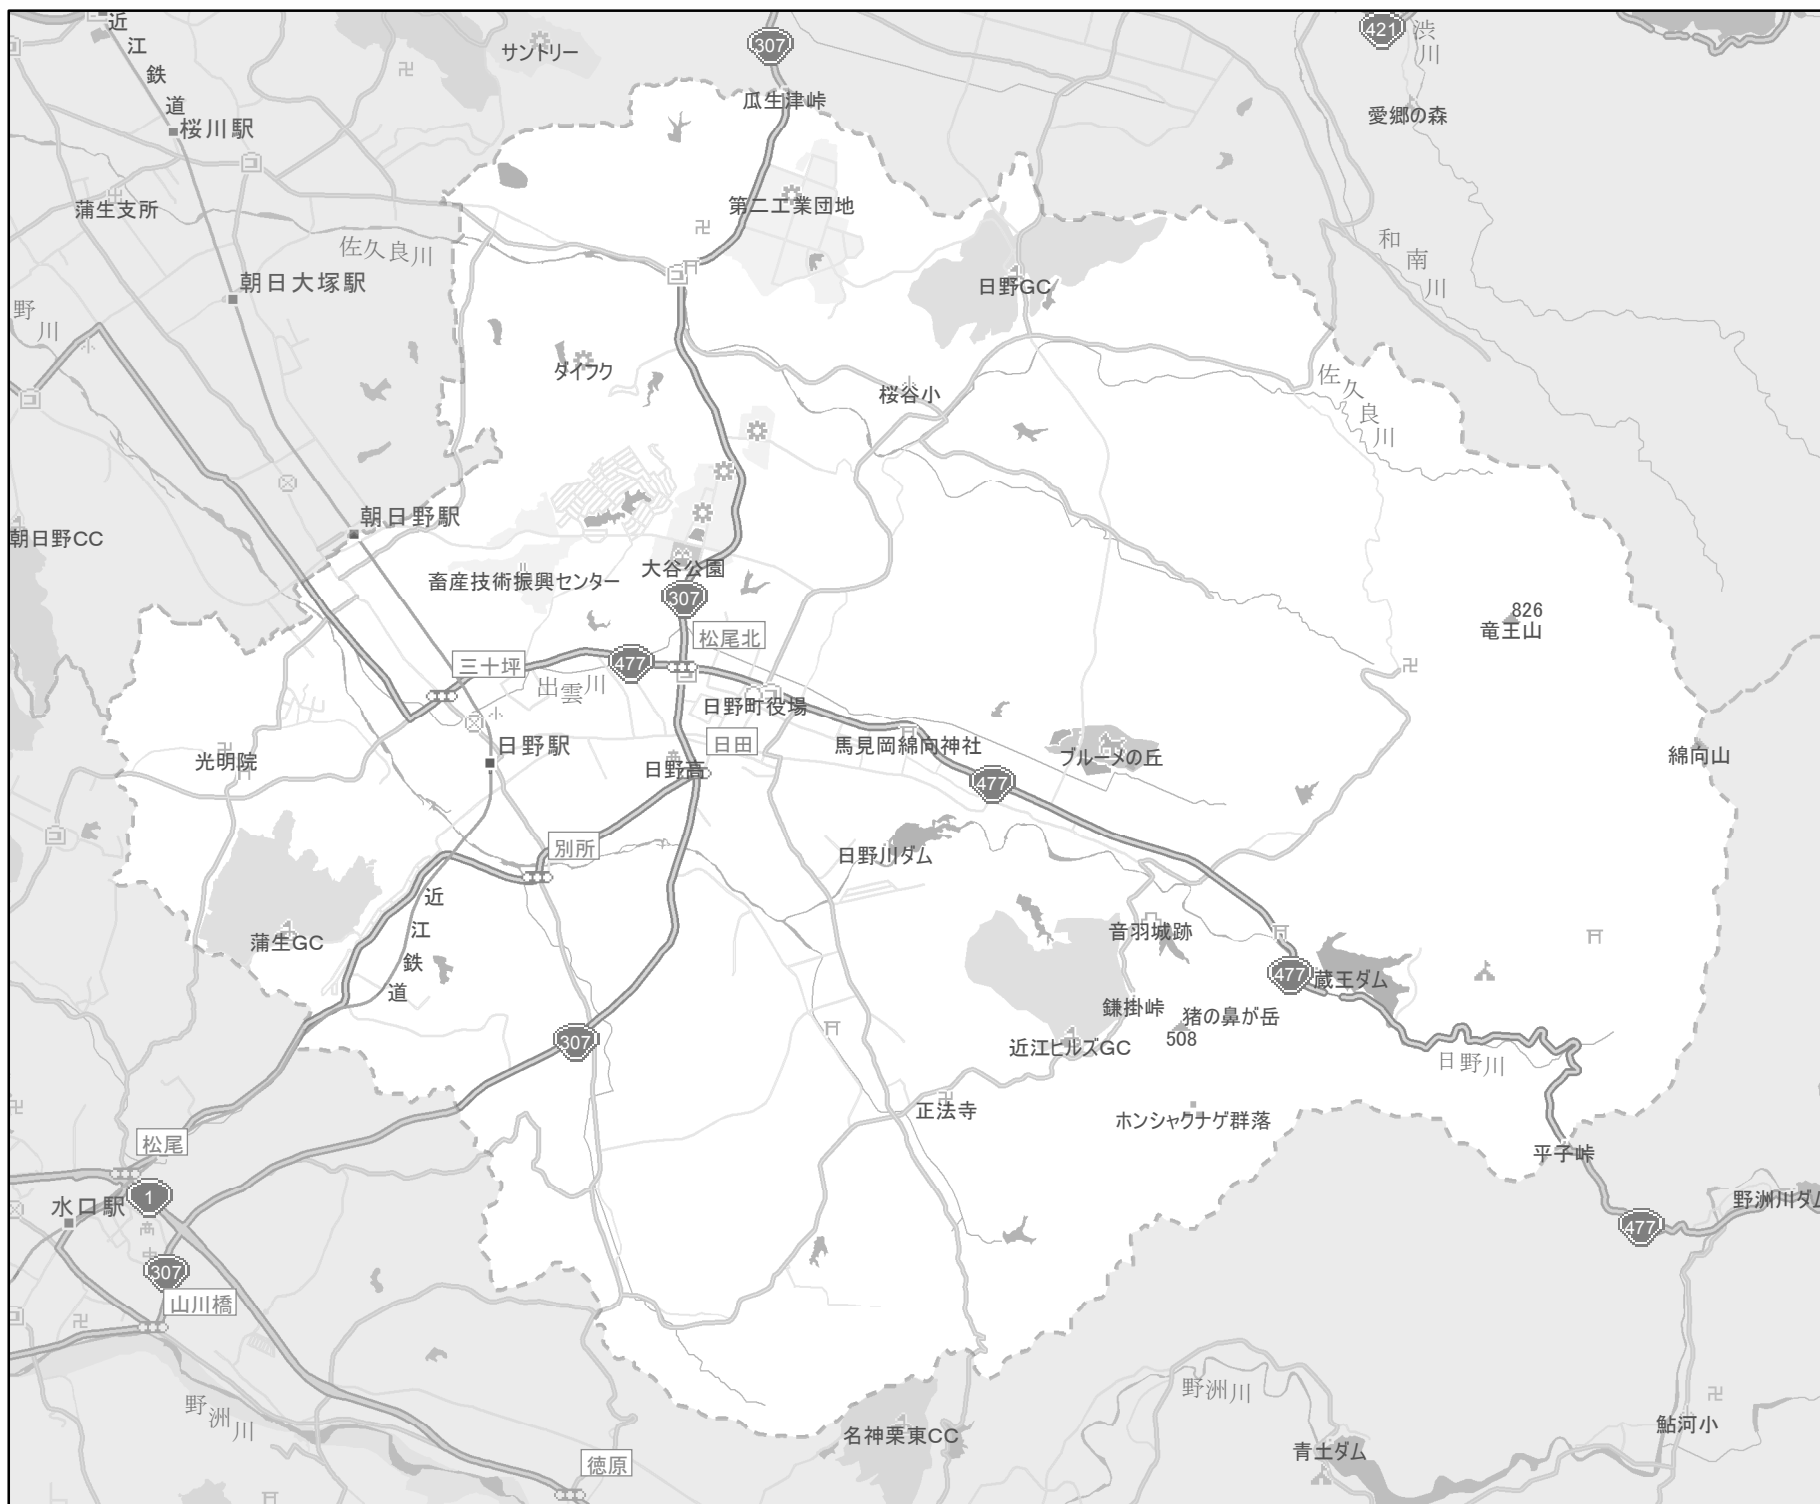 近江鉄道
サントリー
307
421
渋川
瓜生津峠
愛郷の森
桜川駅
蒲生支所
第二工業団地
佐久良川
和南川
朝日大塚駅
日野GC
野川
ダイフク
桜谷小
佐久良川
朝日野駅
朝日野CC
畜産技術振興センター
大谷公園
307
826
竜王山
松尾北
三十坪
477
出雲川
日野町役場
日野駅
日田
馬見岡綿向神社
ブルーメの丘
綿向山
光明院
日野高
477
別所
日野川ダム
近江鉄道
音羽城跡
蒲生GC
477
蔵王ダム
鎌掛峠
猪の鼻が岳
508
307
近江ヒルズGC
日野川
正法寺
ホンシャクナゲ群落
松尾
平子峠
1
水口駅
野洲川ダム
477
307
山川橋
野洲川
野洲川
名神栗東CC
鮎河小
青土ダム
徳原